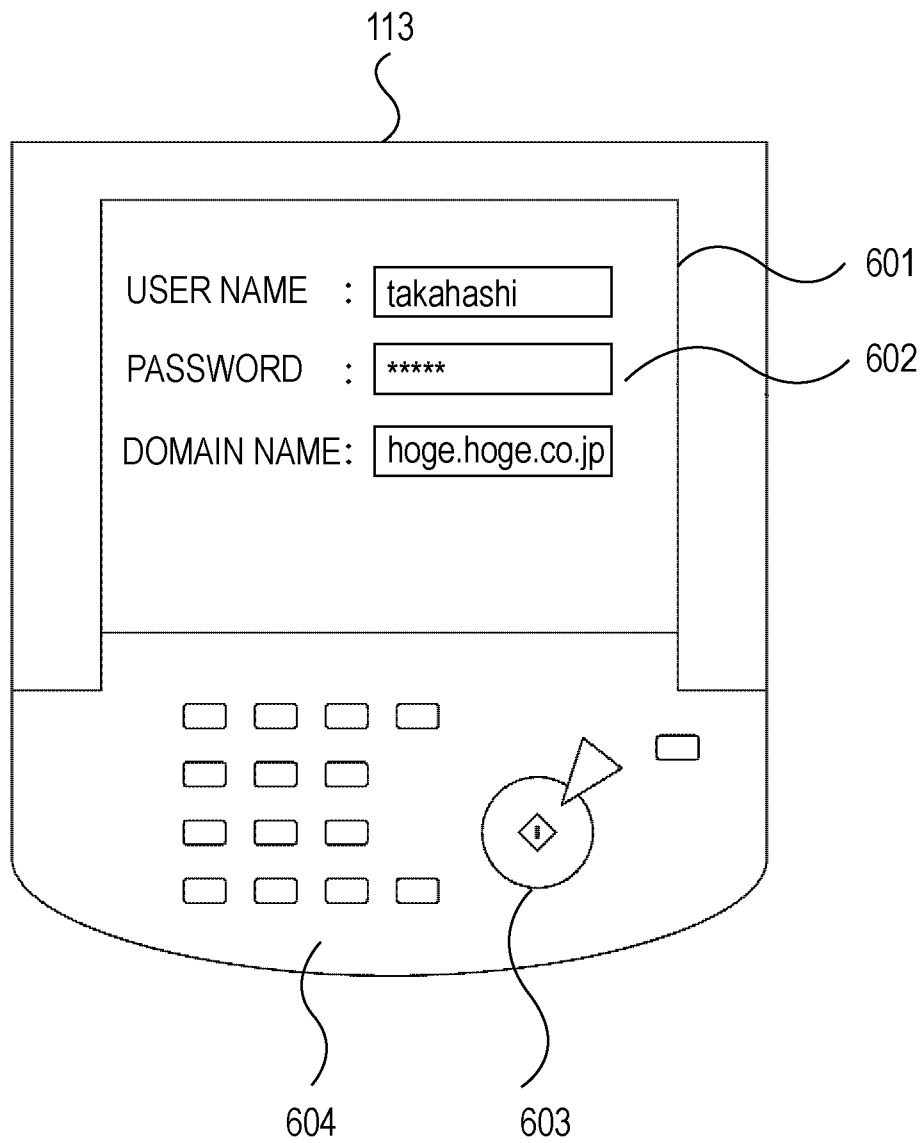 113
USER NAME : takahashi
601
PASSWORD : *****
602
DOMAIN NAME: hoge.hoge.co.jp
604
603